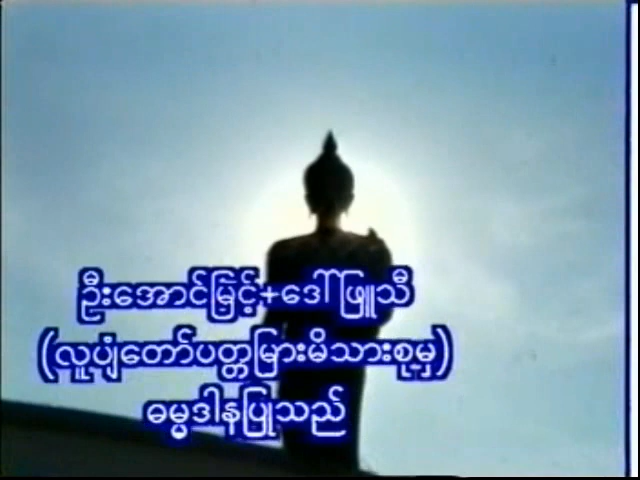 ဦးအောင်မြင့်+ဒေါ်ဖြူသီ
(လူပျံတော်ပတ္တမြားမိသားစုမှ)
ဓမ္မဒါနပြုသည်